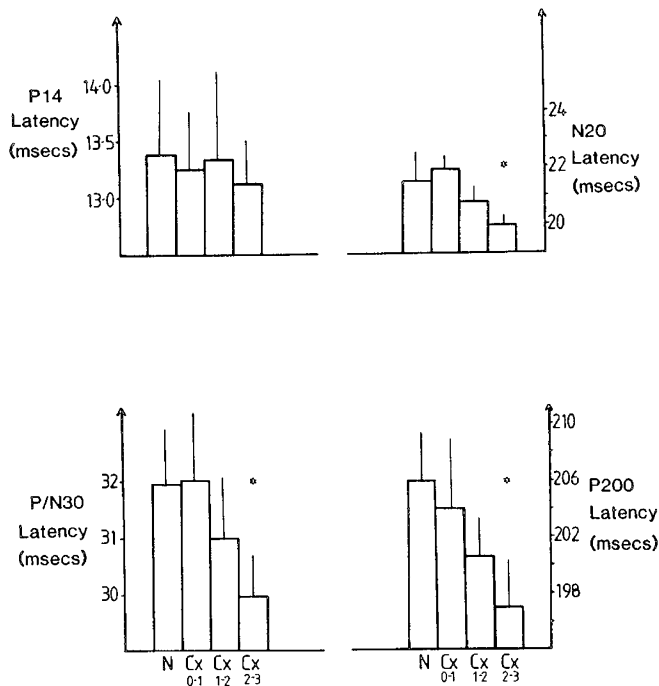 P14
Latency
(msecs)
14·0
13·5
13·0
24
22
20
N20
Latency
(msecs)
*
P/N30
Latency
(msecs)
32
31
30
*
N Cx Cx Cx
0-1 1-2 2-3
210
206
202
198
P200
Latency
(msecs)
*
N Cx Cx Cx
0-1 1-2 2-3